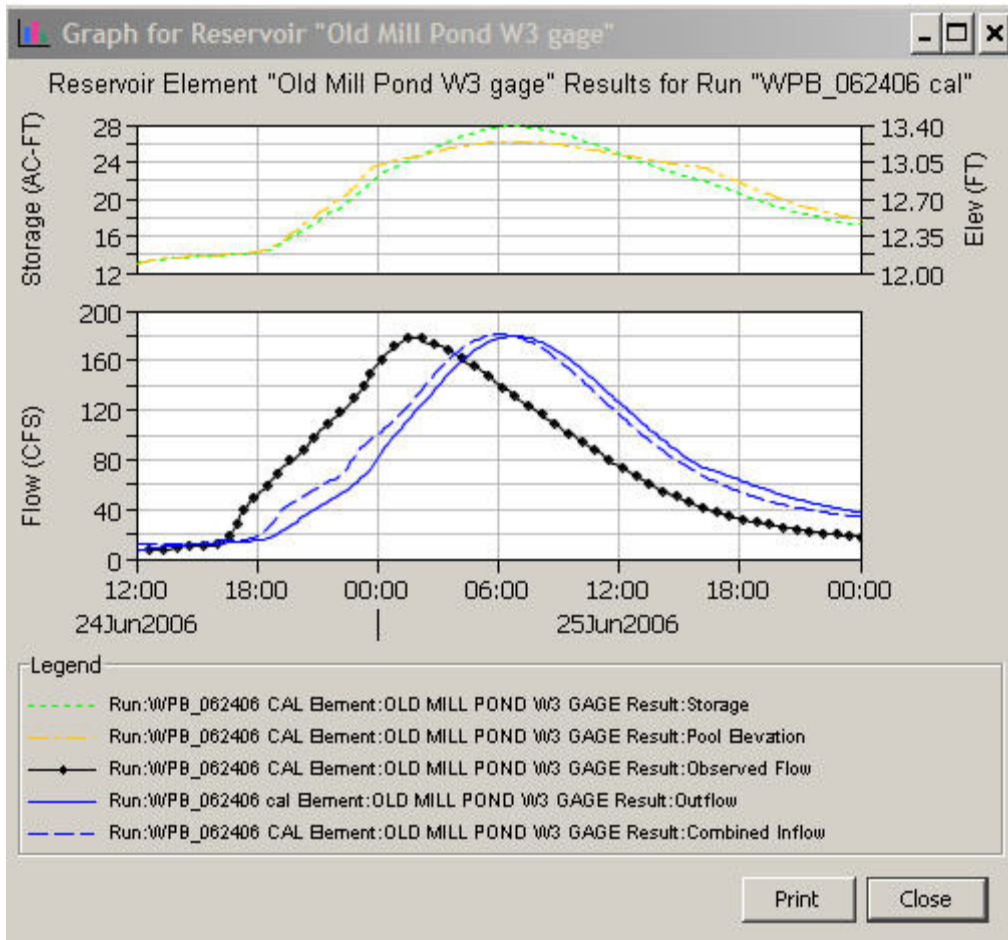 Graph for Reservoir "Old Mill Pond W3 gage"
Reservoir Element "Old Mill Pond W3 gage" Results for Run "WPB_062406 cal"
Storage (AC-FT)
28
24
20
16
12
13.40
13.05
12.70
12.35
12.00
Elev (FT)
Flow (CFS)
200
160
120
80
40
0
12:00 18:00 00:00 06:00 12:00 18:00 00:00
24Jun2006 25Jun2006
Legend
Run:WPB_062406 CAL Element:OLD MILL POND W3 GAGE Result:Storage
Run:WPB_062406 CAL Element:OLD MILL POND W3 GAGE Result:Pool Elevation
Run:WPB_062406 CAL Element:OLD MILL POND W3 GAGE Result:Observed Flow
Run:WPB_062406 cal Element:OLD MILL POND W3 GAGE Result:Outflow
Run:WPB_062406 CAL Element:OLD MILL POND W3 GAGE Result:Combined Inflow
Print Close